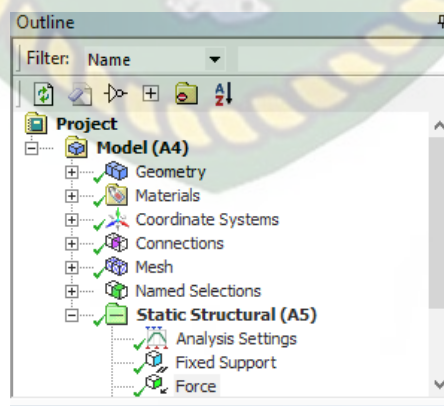 Outline
Filter: Name
Project
Model (A4)
Geometry
Materials
Coordinate Systems
Connections
Mesh
Named Selections
Static Structural (A5)
Analysis Settings
Fixed Support
Force